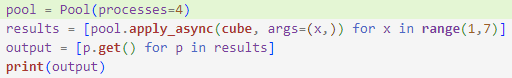 pool = Pool(processes=4)
results = [pool.apply_async(cube, args=(x,)) for x in range(1,7)]
output = [p.get() for p in results]
print(output)